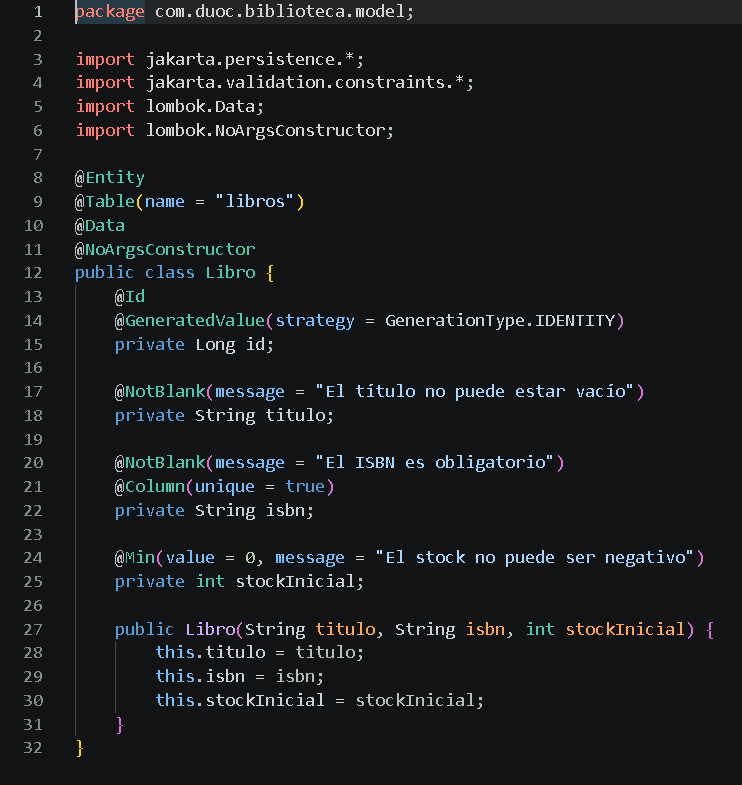 1 package com.duoc.biblioteca.model;
2
3 import jakarta.persistence.*;
4 import jakarta.validation.constraints.*;
5 import lombok.Data;
6 import lombok.NoArgsConstructor;
7
8 @Entity
9 @Table(name = "libros")
10 @Data
11 @NoArgsConstructor
12 public class Libro {
13     @Id
14     @GeneratedValue(strategy = GenerationType.IDENTITY)
15     private Long id;
16
17     @NotBlank(message = "El título no puede estar vacío")
18     private String titulo;
19
20     @NotBlank(message = "El ISBN es obligatorio")
21     @Column(unique = true)
22     private String isbn;
23
24     @Min(value = 0, message = "El stock no puede ser negativo")
25     private int stockInicial;
26
27     public Libro(String titulo, String isbn, int stockInicial) {
28         this.titulo = titulo;
29         this.isbn = isbn;
30         this.stockInicial = stockInicial;
31     }
32 }